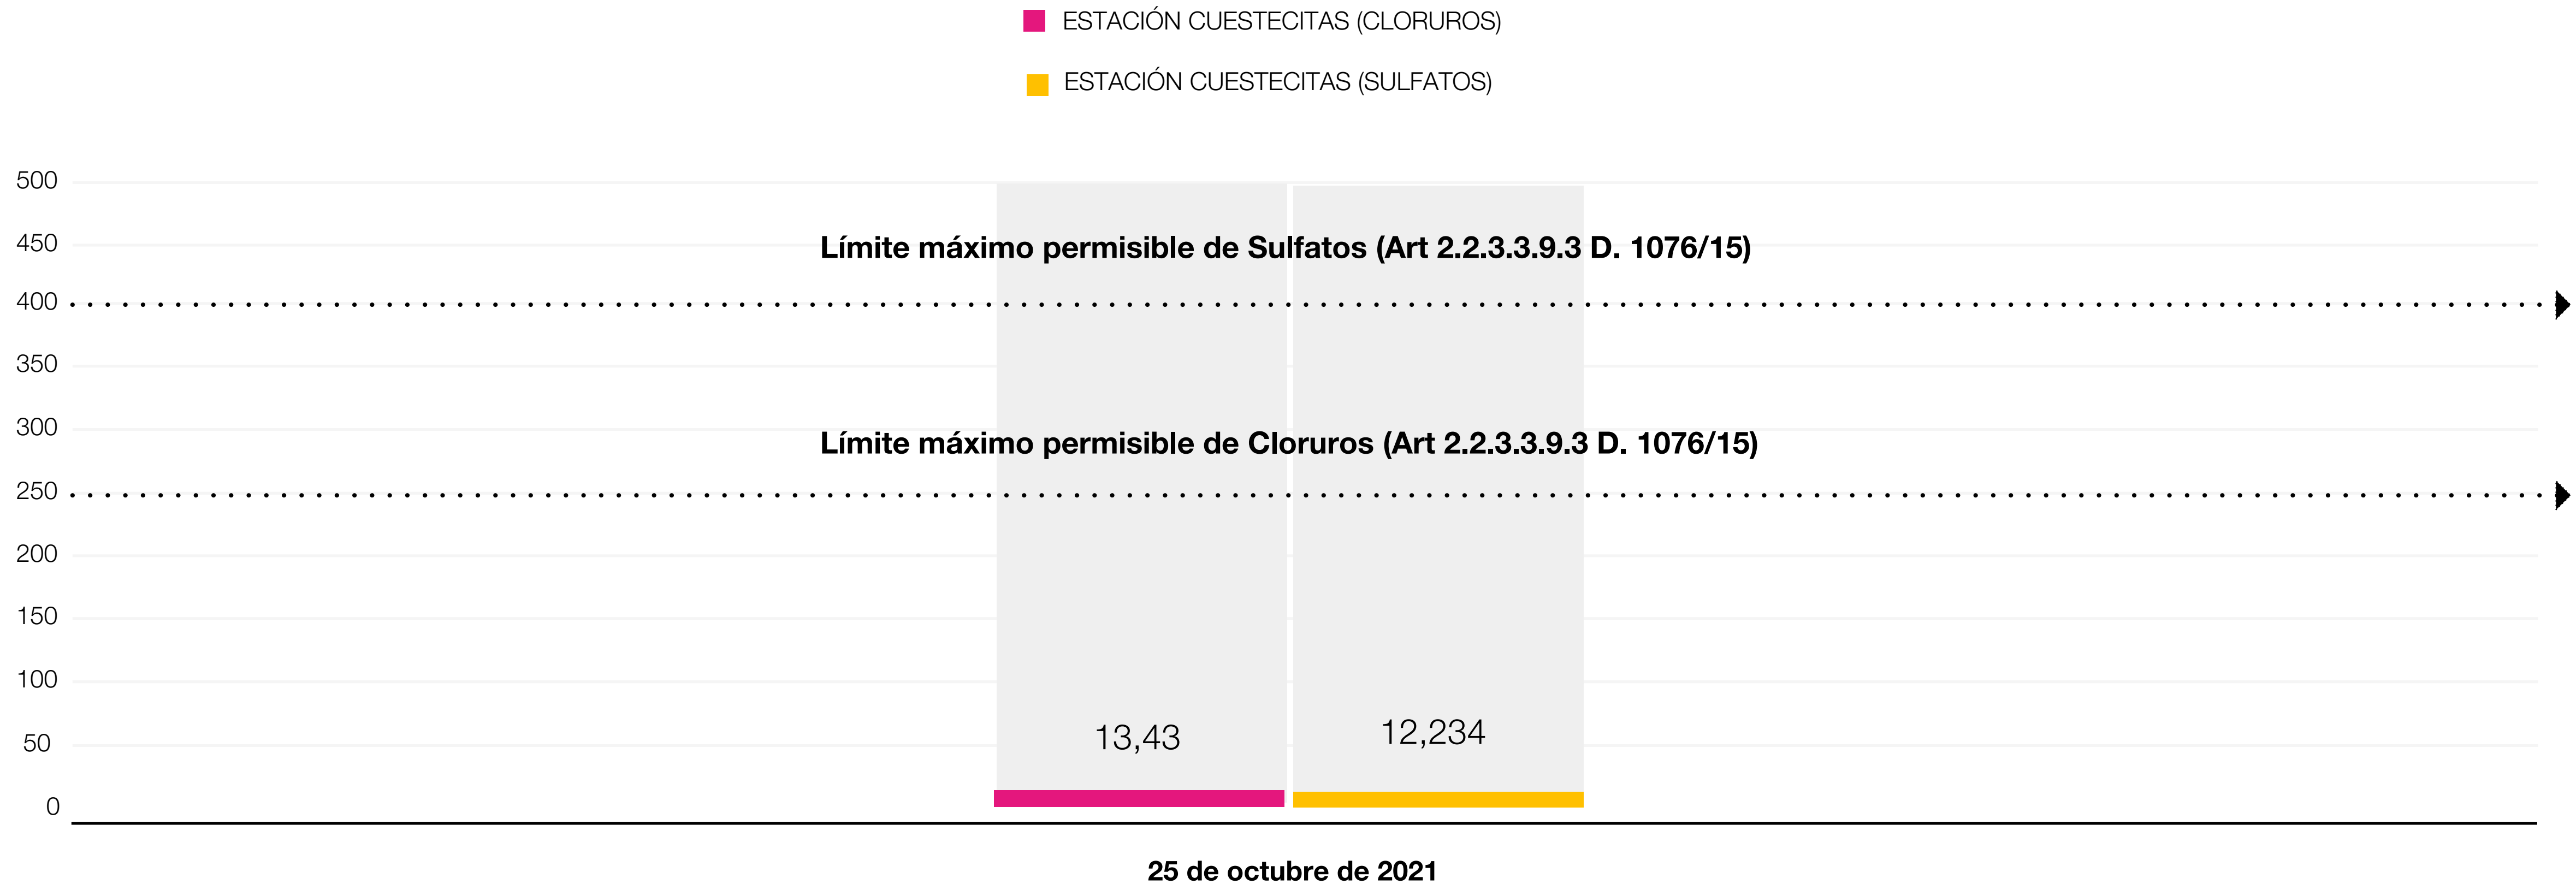 ESTACIÓN CUESTECITAS (CLORUROS)
ESTACIÓN CUESTECITAS (SULFATOS)
500
450
Límite máximo permisible de Sulfatos (Art 2.2.3.3.9.3 D. 1076/15)
400
350
300
Límite máximo permisible de Cloruros (Art 2.2.3.3.9.3 D. 1076/15)
250
200
150
100
50
13,43
12,234
0
25 de octubre de 2021